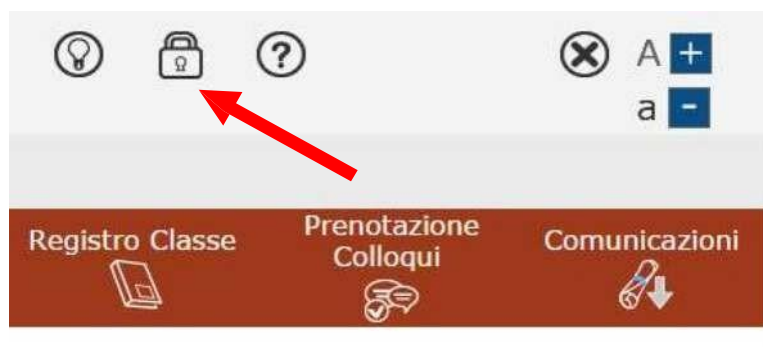 ?
A +
a -
Registro Classe
Prenotazione
Colloqui
Comunicazioni